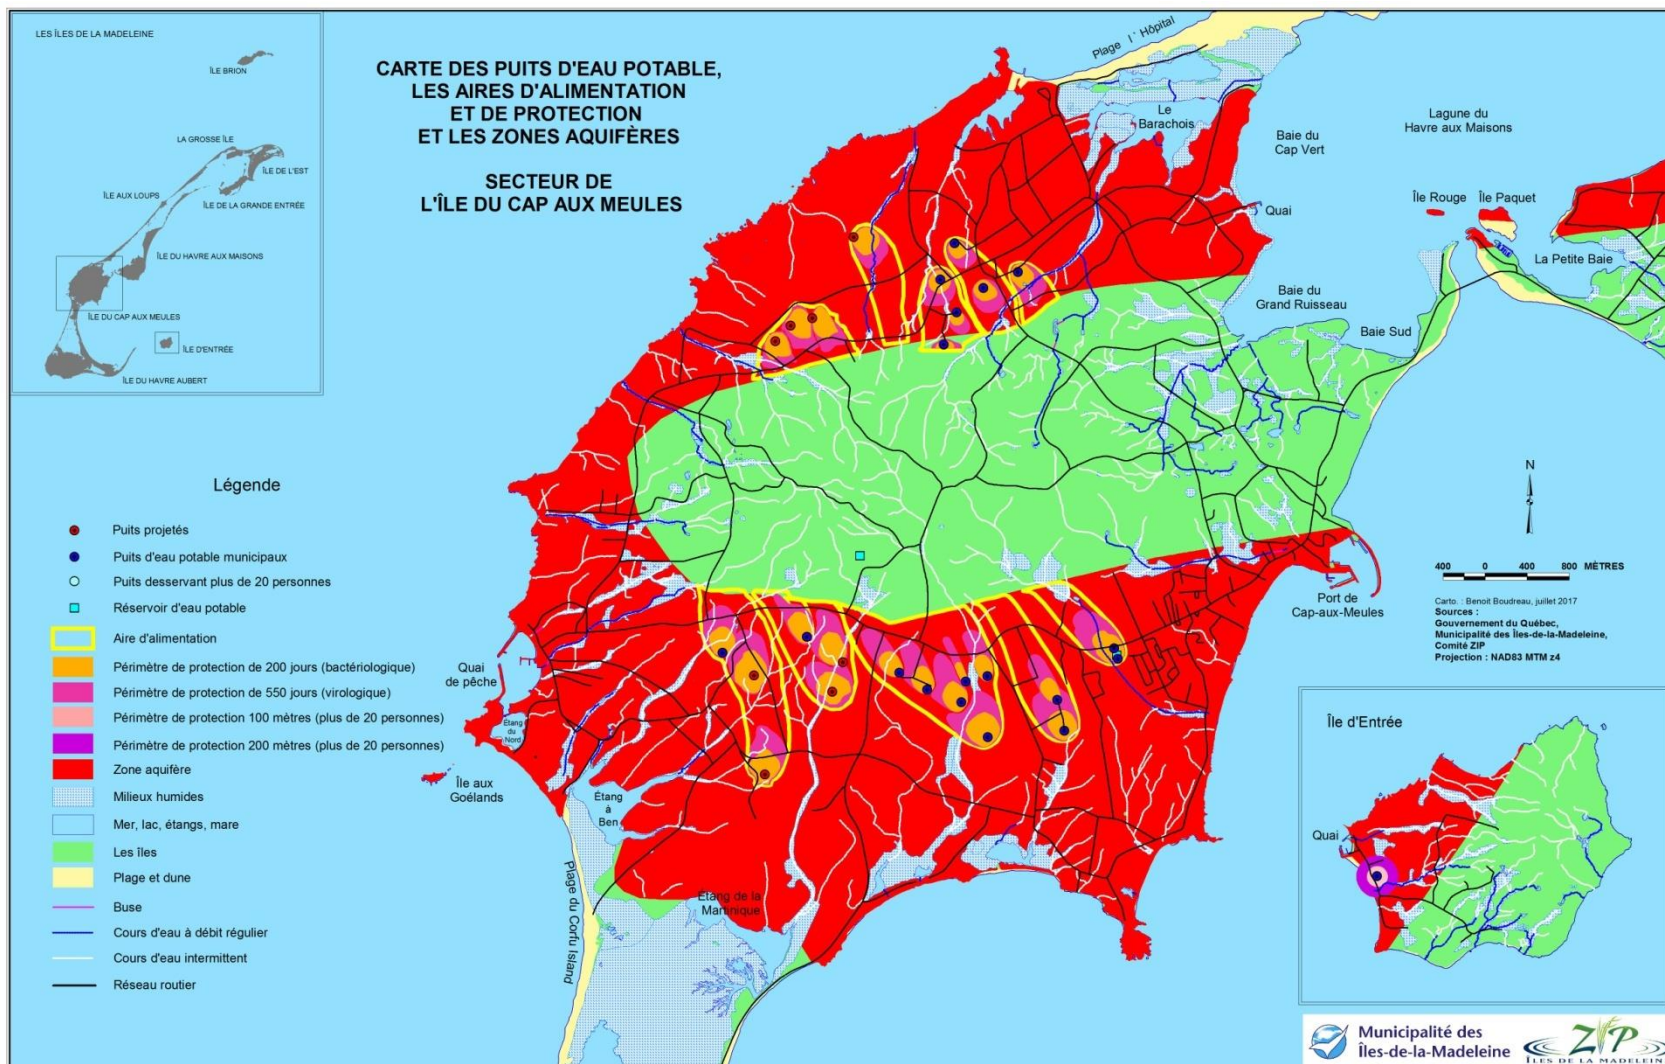 LES ÎLES DE LA MADELEINE
ÎLE BRION
LA GROSSE ÎLE
ÎLE DE L'EST
ÎLE AUX LOUPS
ÎLE DE LA GRANDE ENTRÉE
ÎLE DU HAVRE AUX MAISONS
ÎLE DU CAP AUX MEULES
ÎLE D'ENTRÉE
ÎLE DU HAVRE AUBERT
CARTE DES PUITS D'EAU POTABLE,
LES AIRES D'ALIMENTATION
ET DE PROTECTION
ET LES ZONES AQUIFÈRES
SECTEUR DE
L'ÎLE DU CAP AUX MEULES
Plage l`Hôpital
Le
Barachois
Baie du
Cap Vert
Lagune du
Havre aux Maisons
Quai
Île Rouge
Île Paquet
La Petite Baie
Baie du
Grand Ruisseau
Baie Sud
Légende
Puits projetés
Puits d'eau potable municipaux
Puits desservant plus de 20 personnes
Réservoir d'eau potable
Aire d'alimentation
Périmètre de protection de 200 jours (bactériologique)
Périmètre de protection de 550 jours (virologique)
Périmètre de protection 100 mètres (plus de 20 personnes)
Périmètre de protection 200 mètres (plus de 20 personnes)
Zone aquifère
Milieux humides
Mer, lac, étangs, mare
Les îles
Plage et dune
Buse
Cours d'eau à débit régulier
Cours d'eau intermittent
Réseau routier
Quai
de pêche
Étang
du
Nord
Île aux
Goélands
Étang
à
Ben
Plage du Corfu Island
Étang de la
Martinique
Port de
Cap-aux-Meules
N
400 0 400 800 MÈTRES
Carto. : Benoit Boudreau, juillet 2017
Sources :
Gouvernement du Québec,
Municipalité des Îles-de-la-Madeleine,
Comité ZIP
Projection : NAD83 MTM z4
Île d'Entrée
Quai
Municipalité des
Îles-de-la-Madeleine
ZIP
ÎLES DE LA MADELEINE